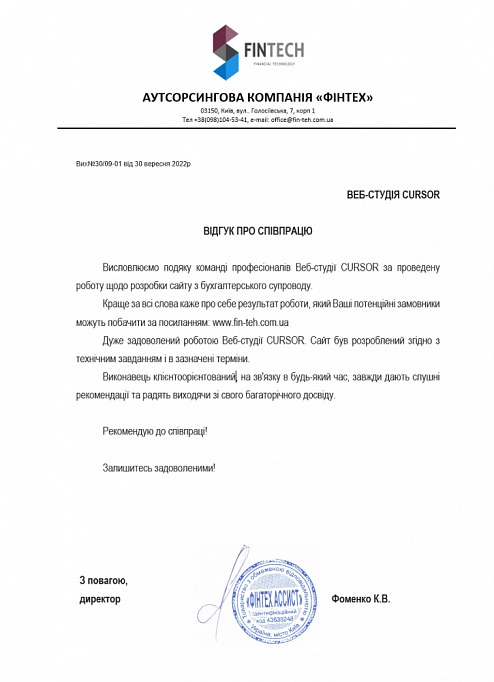 FINTECH
FINANCIAL TECHNOLOGY
АУТСОРСИНГОВА КОМПАНІЯ «ФІНТЕХ»
03150, Київ, вул.. Голосіївська, 7, корп 1
Тел +38(098)104-53-41, e-mail: office@fin-teh.com.ua
Вих№30/09-01 від 30 вересня 2022р
ВЕБ-СТУДІЯ CURSOR
ВІДГУК ПРО СПІВПРАЦЮ
Висловлюємо подяку команді професіоналів Веб-студії CURSOR за проведену
роботу щодо розробки сайту з бухгалтерського супроводу.
Краще за всі слова каже про себе результат роботи, який Ваші потенційні замовники
можуть побачити за посиланням: www.fin-teh.com.ua
Дуже задоволений роботою Веб-студії CURSOR. Сайт був розроблений згідно з
технічним завданням і в зазначені терміни.
Виконавець клієнтоорієнтований, на зв'язку в будь-який час, завжди дають слушні
рекомендації та радять виходячи зі свого багаторічного досвіду.
Рекомендую до співпраці!
Залишитесь задоволеними!
З повагою,
директор
Фоменко К.В.
Товариство з обмеженою відповідальністю
ФІНТЕХ АССИСТ
Ідентифікаційний
код 43638248
Україна, місто Київ